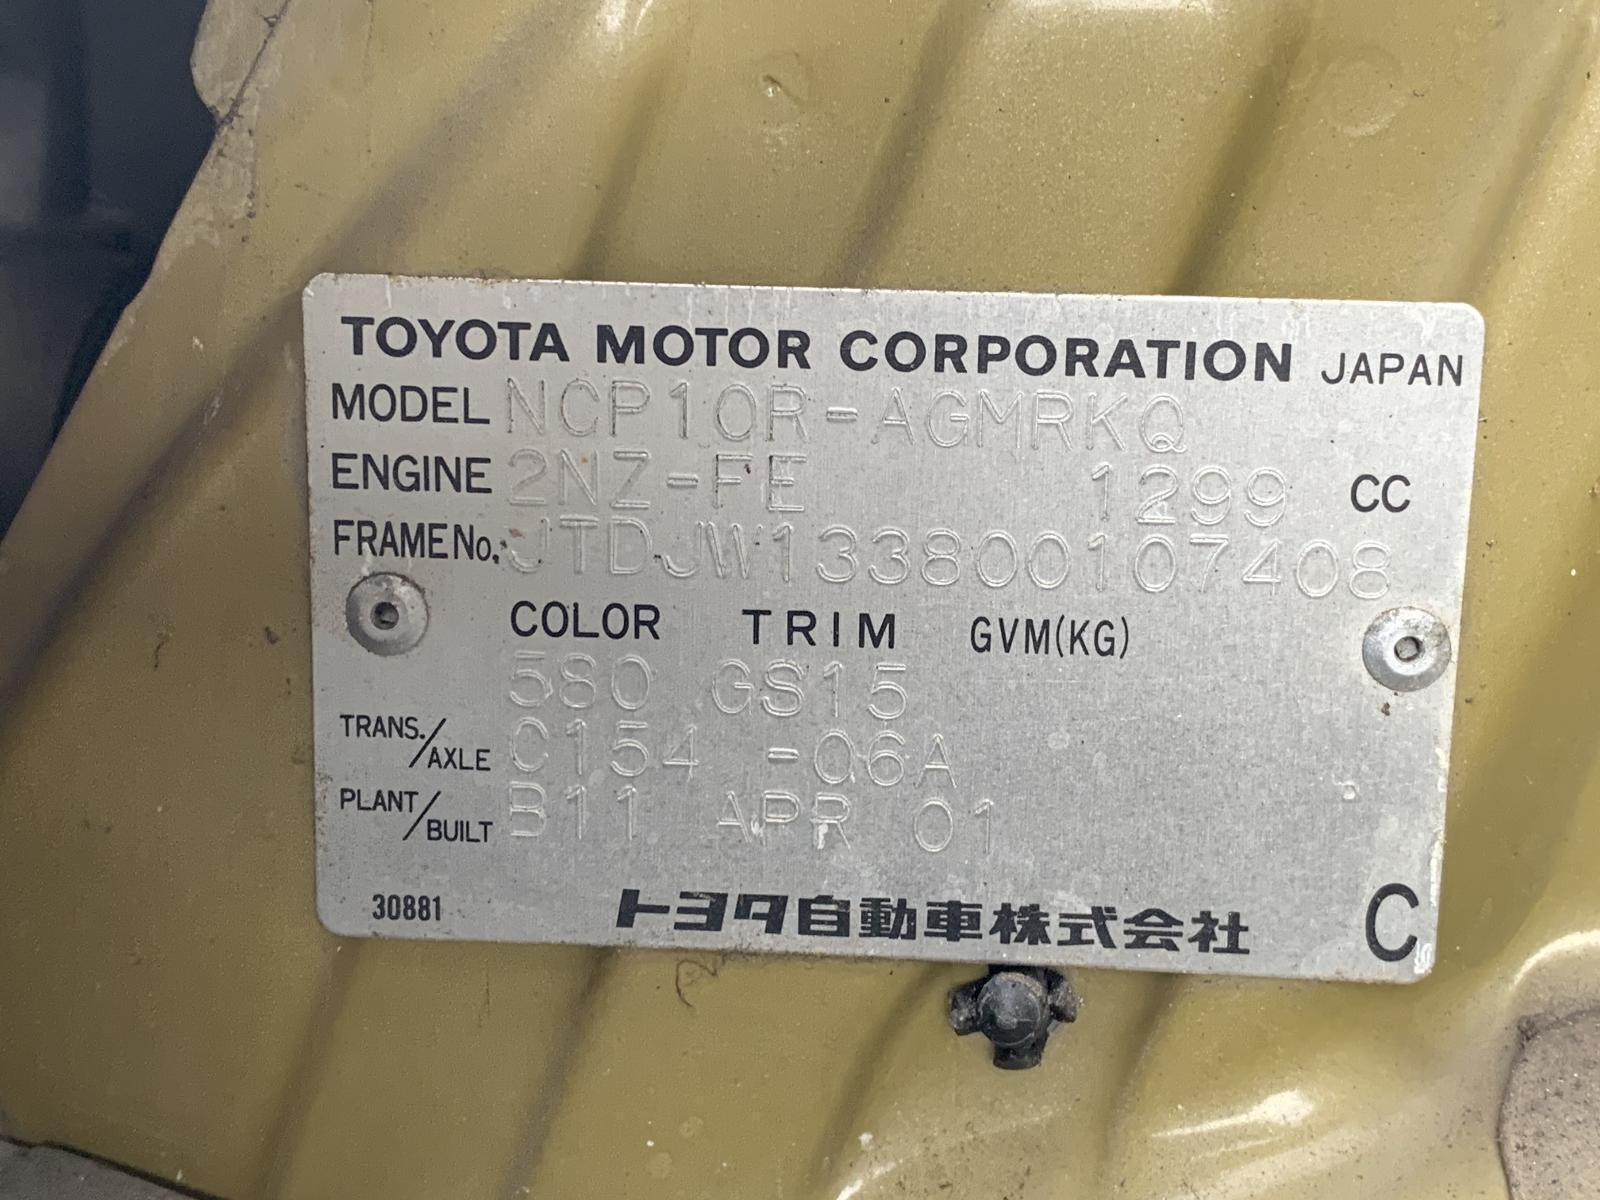 TOYOTA MOTOR CORPORATION JAPAN
MODEL NCP10R-AGMRKQ
ENGINE 2NZ-FE 1299 CC
FRAME No. JTDJW133800107408
COLOR TRIM GVM(KG)
580 GS15
TRANS./AXLE C154 -06A
PLANT/BUILT B11 APR 01
30881 トヨタ自動車株式会社 C